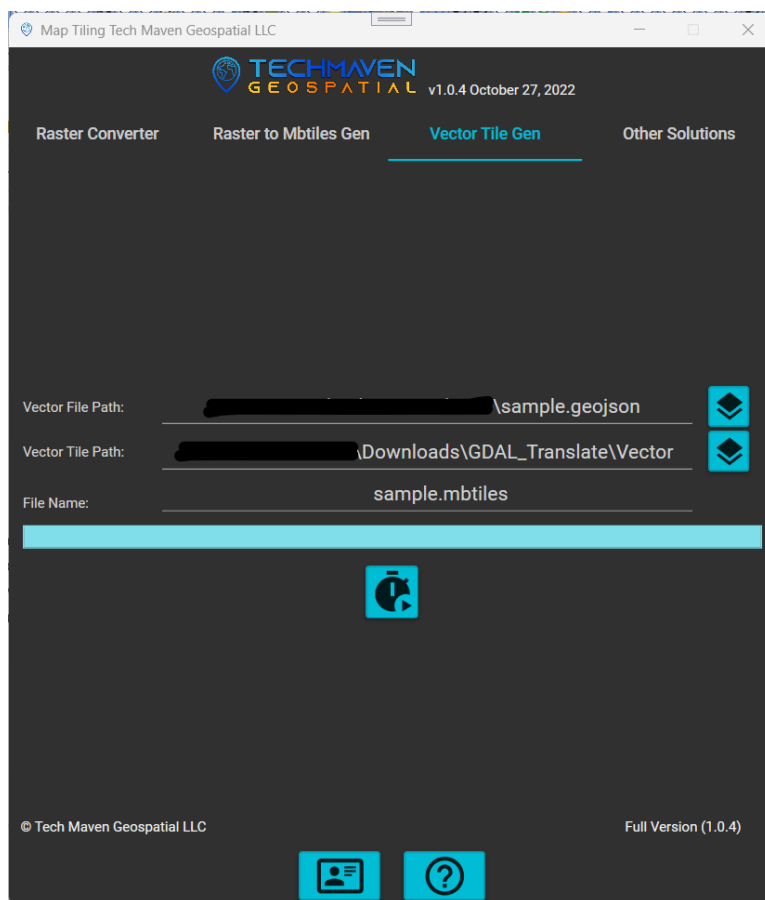 Map Tiling Tech Maven Geospatial LLC
TECHMAVEN
GEOSPATIAL v1.0.4 October 27, 2022
Raster Converter Raster to Mbtiles Gen Vector Tile Gen Other Solutions
Vector File Path: \sample.geojson
Vector Tile Path: \Downloads\GDAL_Translate\Vector
File Name: sample.mbtiles
© Tech Maven Geospatial LLC Full Version (1.0.4)